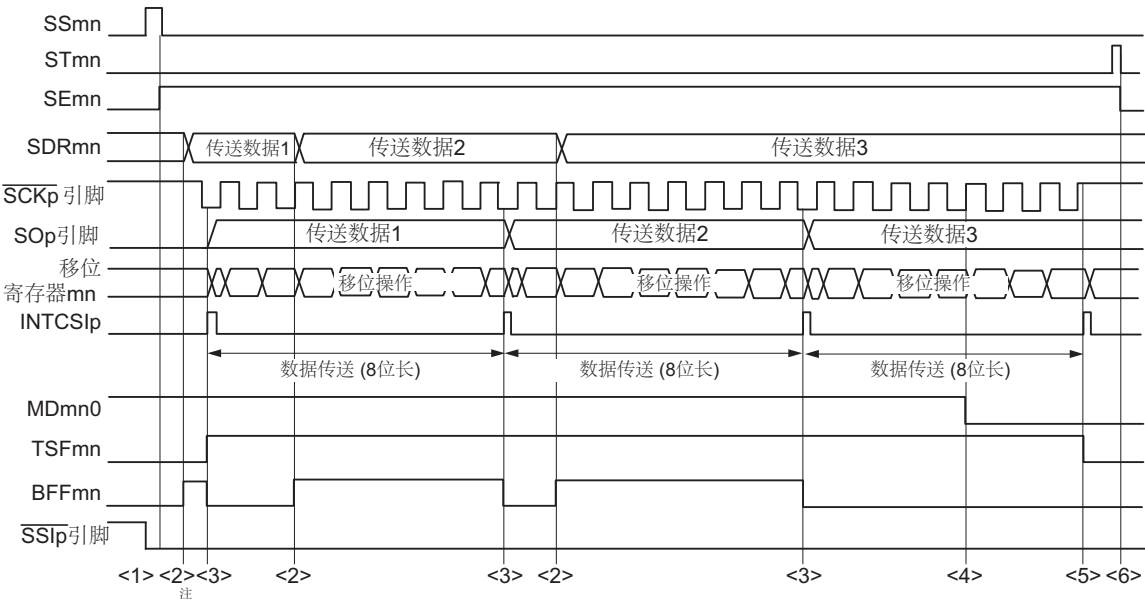 SSmn
STmn
SEmn
SDRmn 传送数据1 传送数据2 传送数据3
SCKp引脚
SOp引脚 传送数据1 传送数据2 传送数据3
移位
寄存器mn 移位操作 移位操作 移位操作
INTCSIp
数据传送 (8位长) 数据传送 (8位长) 数据传送 (8位长)
MDmn0
TSFmn
BFFmn
SSIp引脚
<1> <2> <3> <2> <3> <2> <3> <4> <5> <6>
注